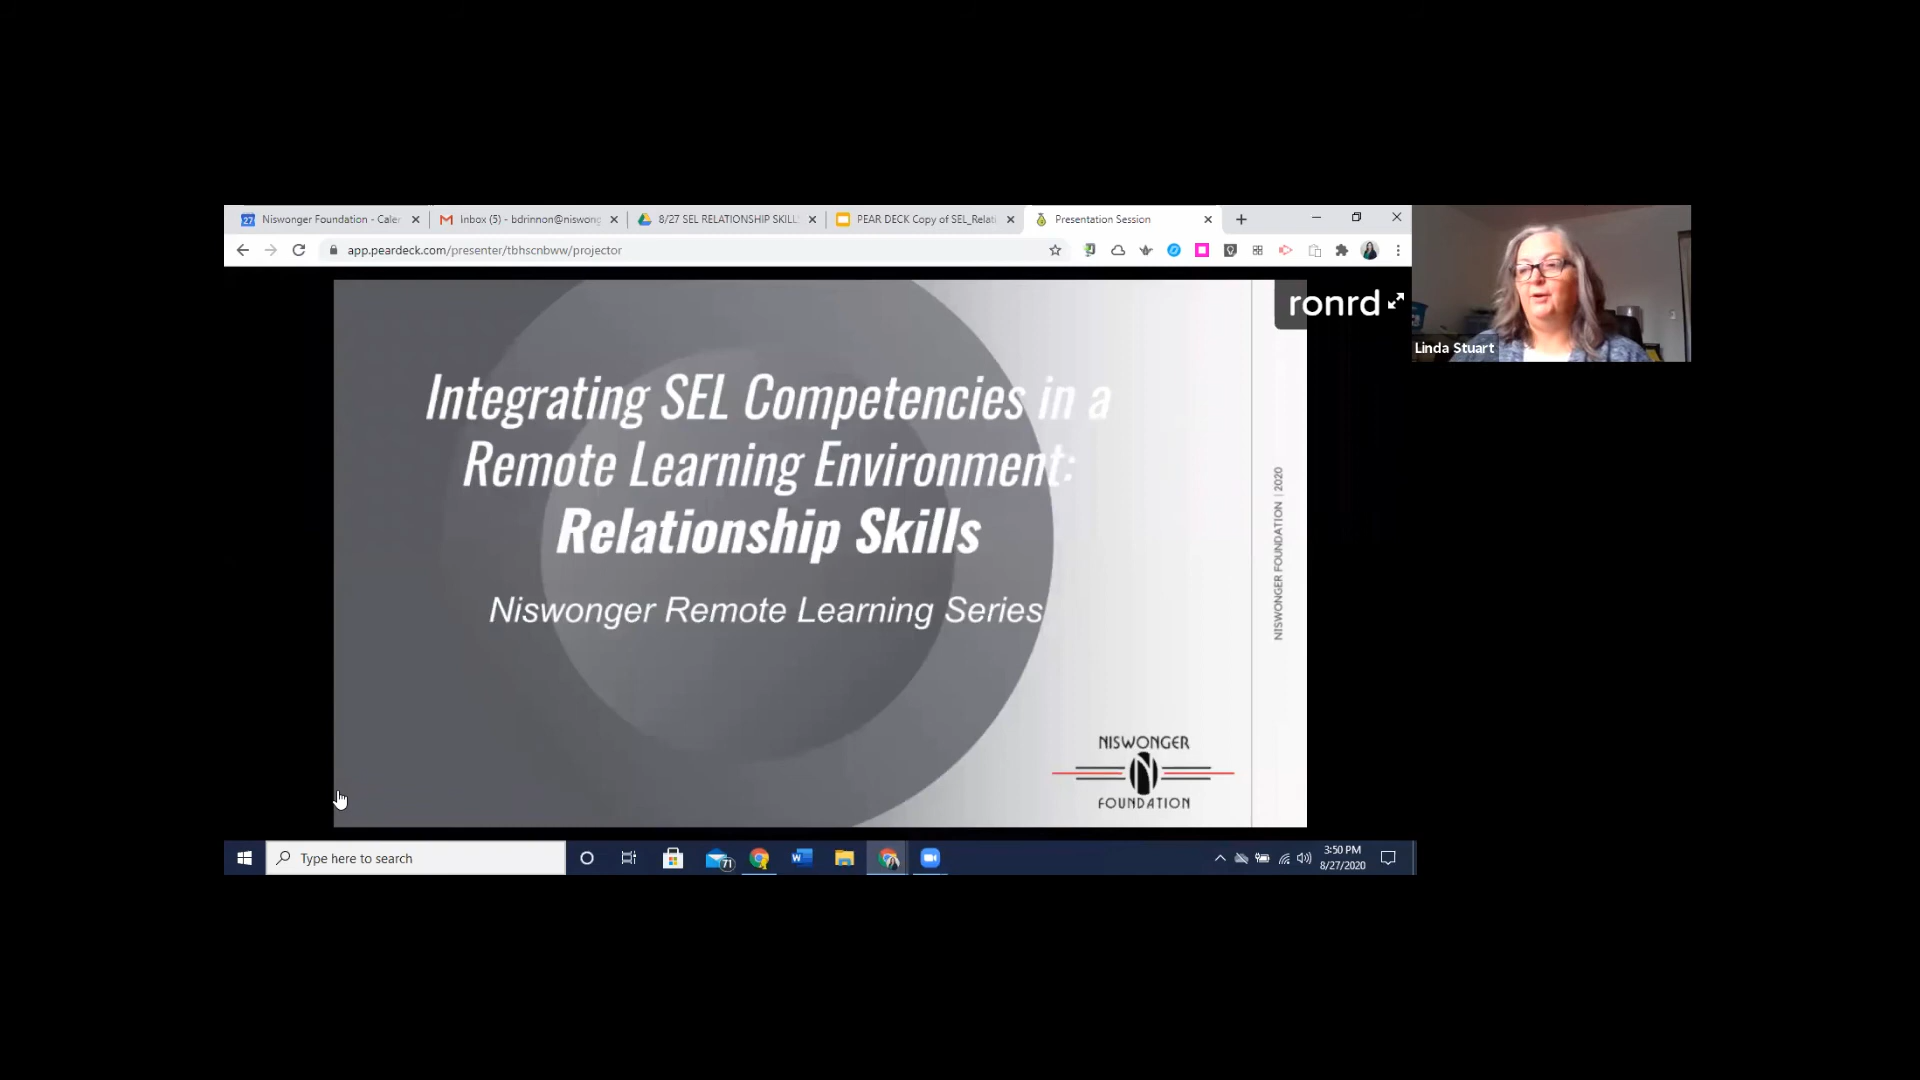 Niswonger Foundation - Caler
Inbox (5) - bdrinnon@niswong
8/27 SEL RELATIONSHIP SKILLS
PEAR DECK Copy of SEL_Relati
Presentation Session
app.peardeck.com/presenter/tbhscnbww/projector
ronrd
Linda Stuart
Integrating SEL Competencies in a
Remote Learning Environment:
Relationship Skills
Niswonger Remote Learning Series
NISWONGER FOUNDATION | 2020
NISWONGER
N
FOUNDATION
Type here to search
71
3:50 PM
8/27/2020